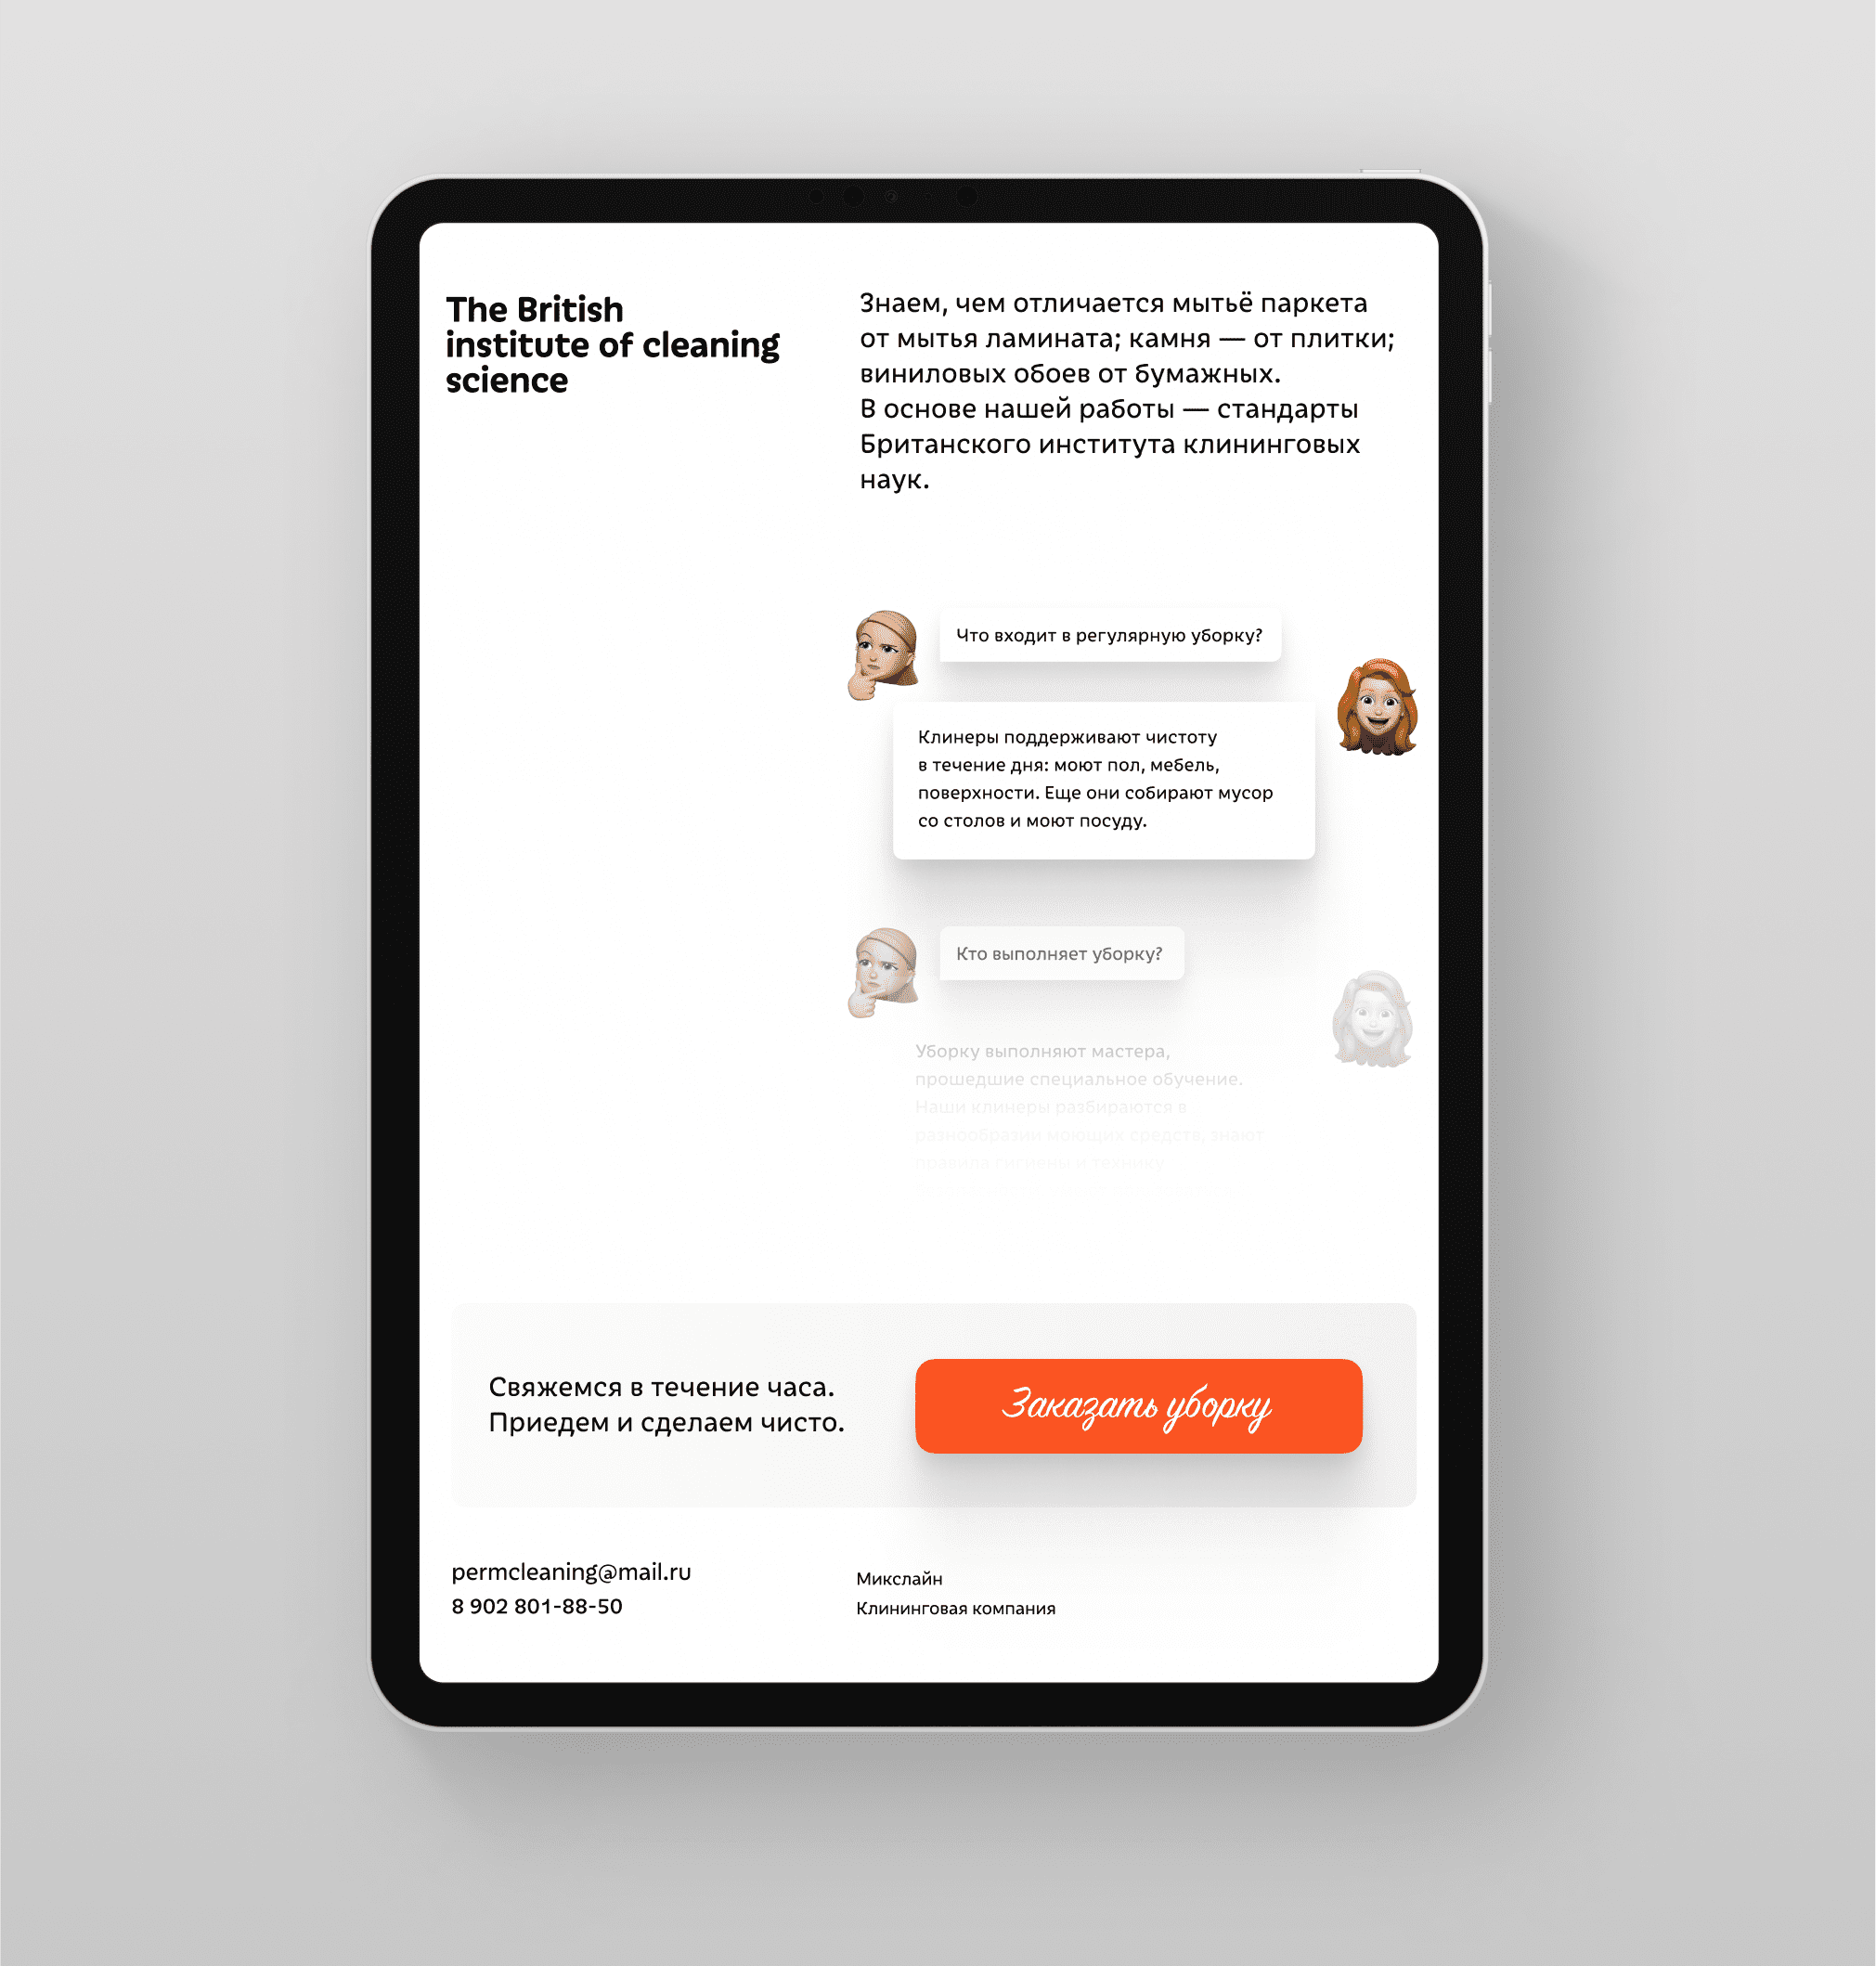 The British
institute of cleaning
science
Знаем, чем отличается мытьё паркета
от мытья ламината; камня — от плитки;
виниловых обоев от бумажных.
В основе нашей работы — стандарты
Британского института клининговых
наук.
Что входит в регулярную уборку?
Клинеры поддерживают чистоту
в течение дня: моют пол, мебель,
поверхности. Еще они собирают мусор
со столов и моют посуду.
Кто выполняет уборку?
Уборку выполняют мастера,
прошедшие специальное обучение.
Наши клинеры разбираются в
разнообразии моющих средств, знают
правила гигиены и технику
Свяжемся в течение часа.
Приедем и сделаем чисто.
Заказать уборку
permcleaning@mail.ru
8 902 801-88-50
Микслайн
Клининговая компания